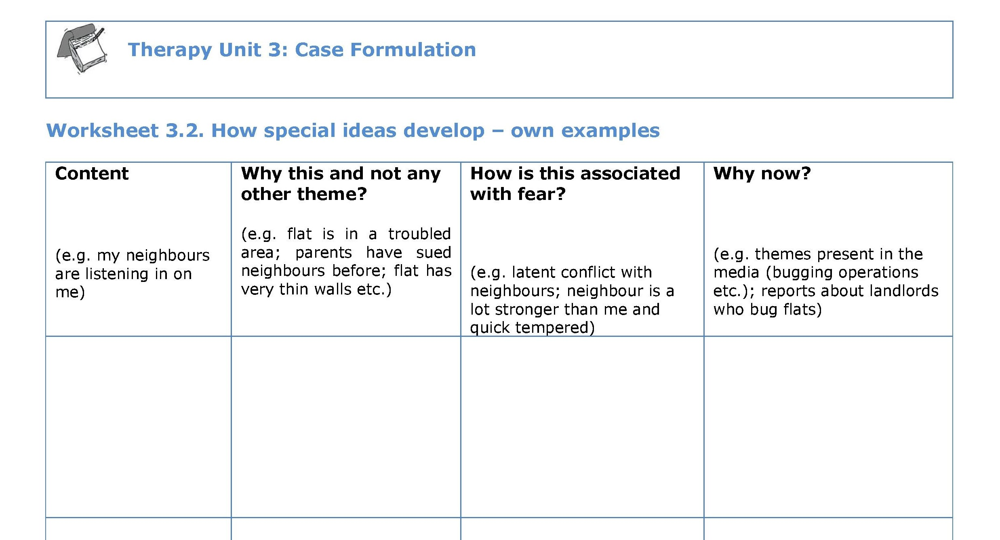 Therapy Unit 3: Case Formulation
Worksheet 3.2. How special ideas develop – own examples
Content
(e.g. my neighbours
are listening in on
me)
Why this and not any
other theme?
(e.g. flat is in a troubled
area; parents have sued
neighbours before; flat has
very thin walls etc.)
How is this associated
with fear?
(e.g. latent conflict with
neighbours; neighbour is a
lot stronger than me and
quick tempered)
Why now?
(e.g. themes present in the
media (bugging operations
etc.); reports about landlords
who bug flats)